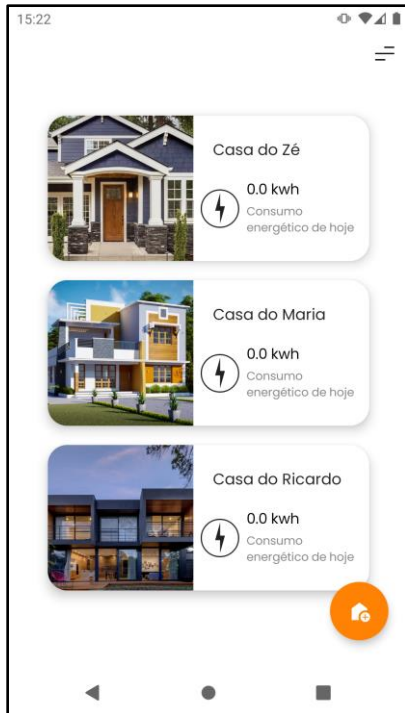 15:22
Casa do Zé
0.0 kwh
Consumo
energético de hoje
Casa do Maria
0.0 kwh
Consumo
energético de hoje
Casa do Ricardo
0.0 kwh
Consumo
energético de hoje